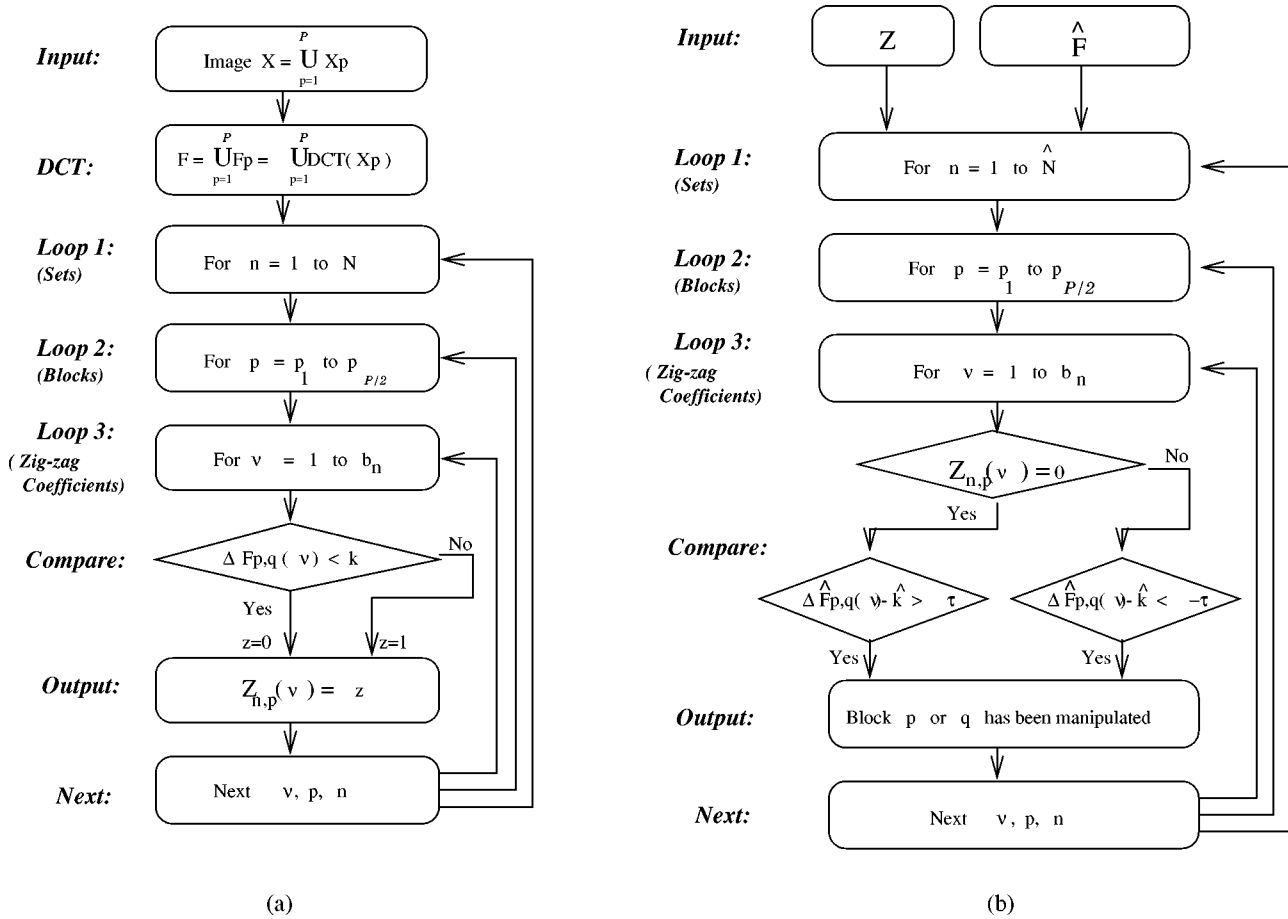 Input:
Image X = U Xp
P
p=1
DCT:
F = U Fp = U DCT( Xp )
P P
p=1 p=1
Loop 1:
(Sets)
For n = 1 to N
Loop 2:
(Blocks)
For p = p1 to pP/2
Loop 3:
( Zig-zag
Coefficients)
For ν = 1 to bn
Compare:
Δ Fp,q ( ν) < k
No
Yes
z=0
z=1
Output:
Zn,p( ν ) = z
Next:
Next ν, p, n
(a)
Input:
Z
F̂
Loop 1:
(Sets)
For n = 1 to N̂
Loop 2:
(Blocks)
For p = p1 to pP/2
Loop 3:
( Zig-zag
Coefficients)
For ν = 1 to bn
Zn,p(ν ) = 0
No
Yes
Compare:
Δ F̂p,q( ν)- k̂ > τ
Δ F̂p,q( ν)- k̂ < -τ
Yes
Yes
Output:
Block p or q has been manipulated
Next:
Next ν, p, n
(b)